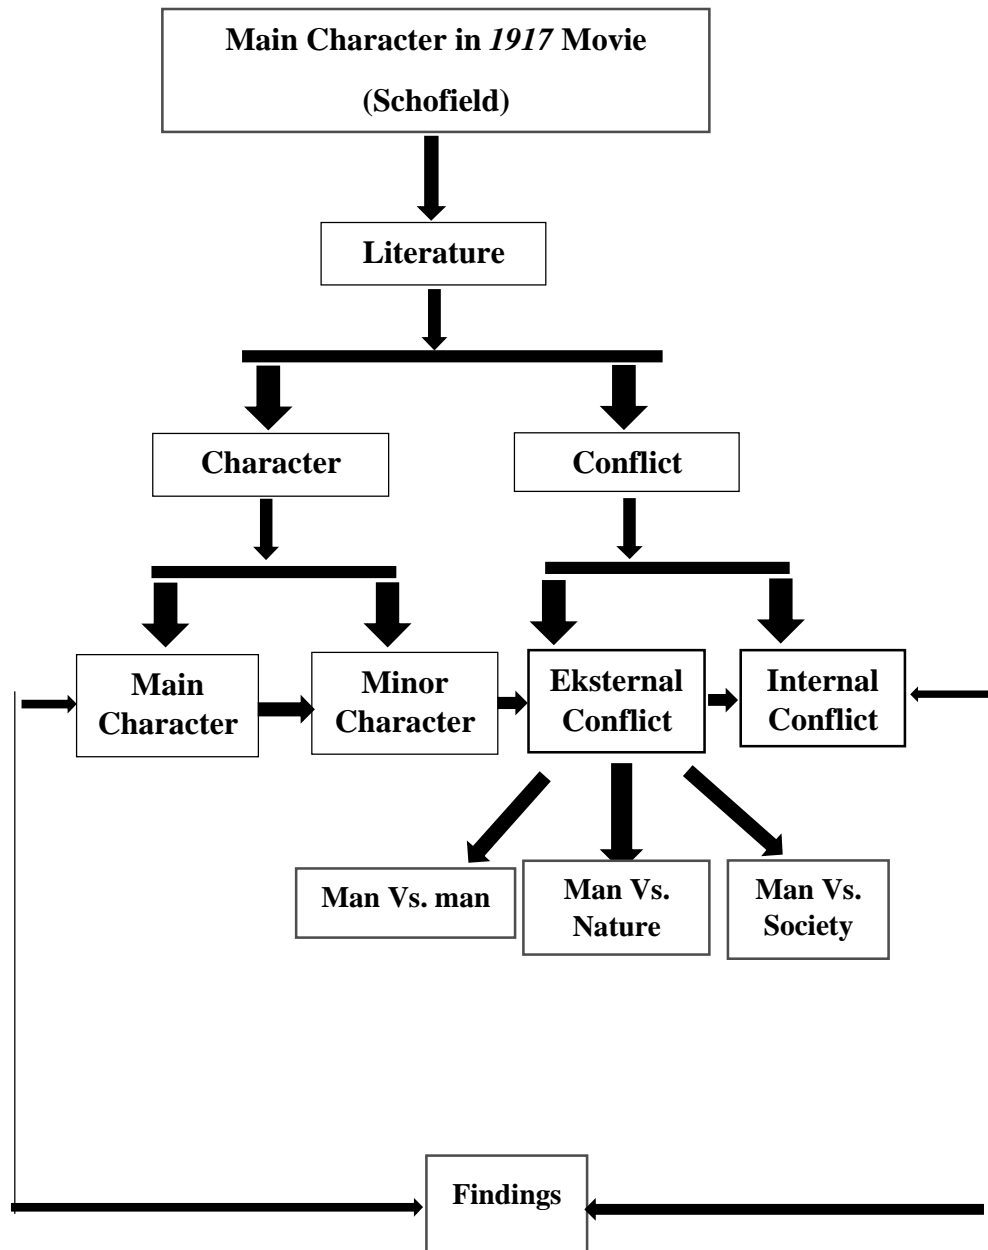 Main Character in 1917 Movie
(Schofield)
Literature
Character
Conflict
Main
Character
Minor
Character
Eksternal
Conflict
Internal
Conflict
Man Vs. man
Man Vs.
Nature
Man Vs.
Society
Findings